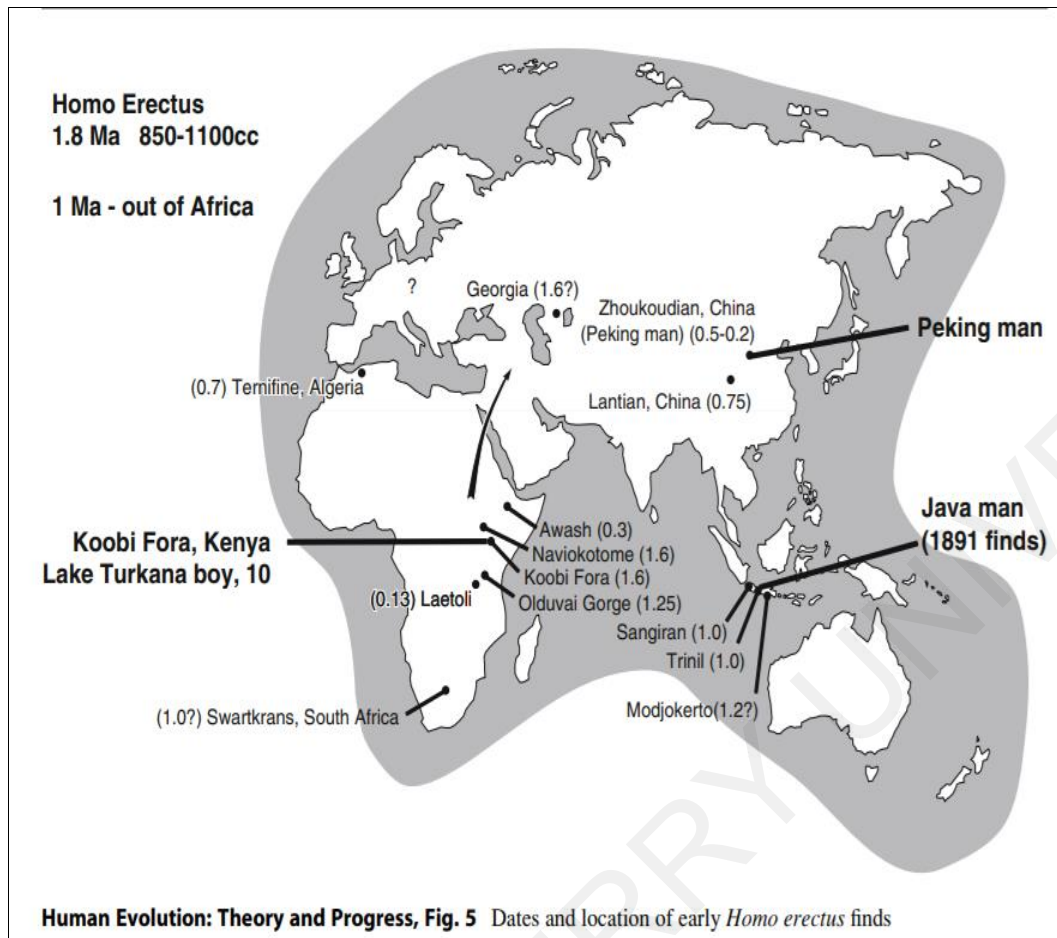 Homo Erectus
1.8 Ma 850-1100cc
1 Ma - out of Africa
?
Georgia (1.6?)
Zhoukoudian, China
(Peking man) (0.5-0.2)
Peking man
(0.7) Ternifine, Algeria
Lantian, China (0.75)
Java man
(1891 finds)
Koobi Fora, Kenya
Lake Turkana boy, 10
Awash (0.3)
Naviokotome (1.6)
Koobi Fora (1.6)
(0.13) Laetoli
Olduvai Gorge (1.25)
Sangiran (1.0)
Trinil (1.0)
Modjokerto(1.2?)
(1.0?) Swartkrans, South Africa
RRY UNIVE
Human Evolution: Theory and Progress, Fig. 5 Dates and location of early Homo erectus finds